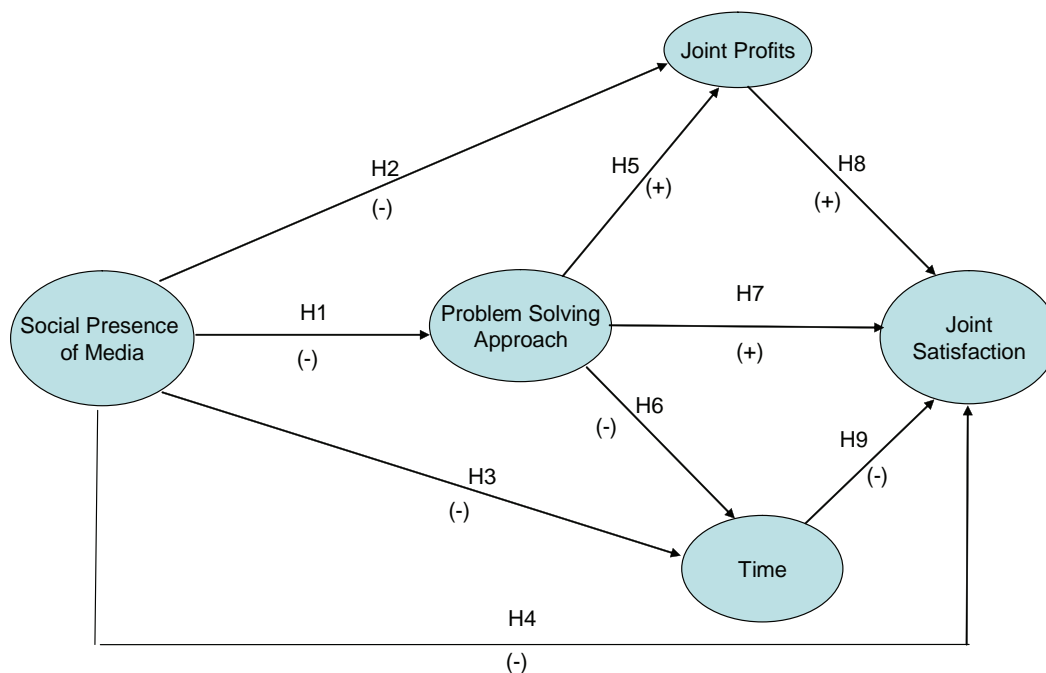 Joint Profits
H2
(-)
H5
(+)
H8
(+)
Social Presence
of Media
H1
(-)
Problem Solving
Approach
H7
(+)
Joint
Satisfaction
H6
(-)
H3
(-)
H9
(-)
Time
H4
(-)